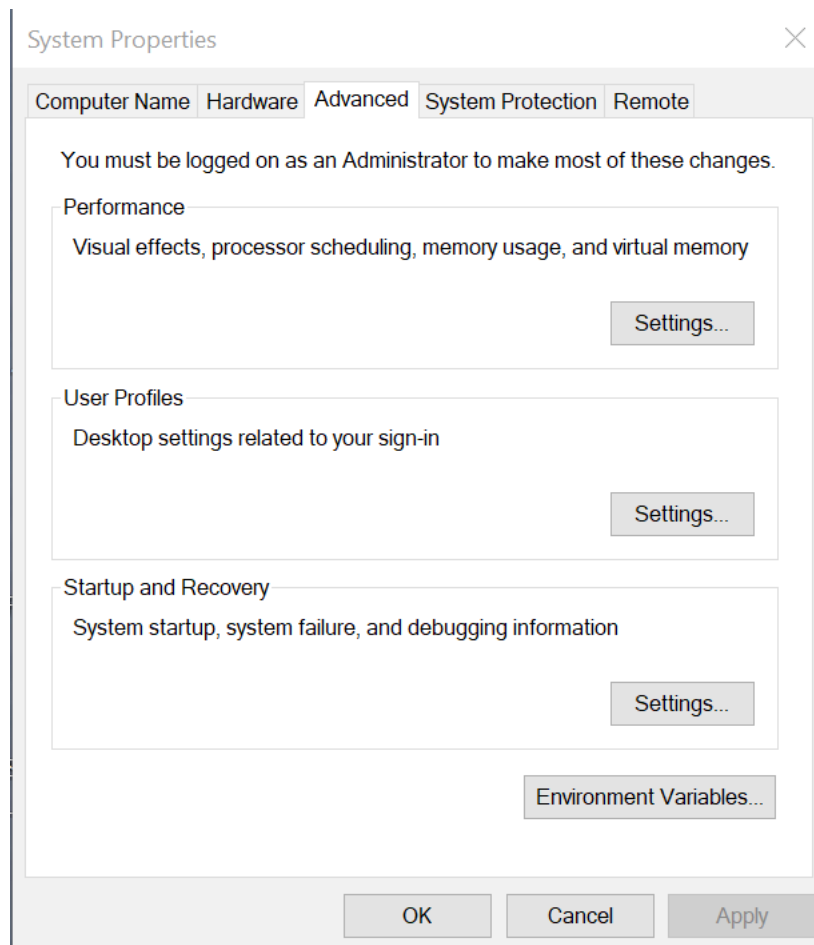 System Properties
Computer Name Hardware Advanced System Protection Remote
You must be logged on as an Administrator to make most of these changes.
Performance
Visual effects, processor scheduling, memory usage, and virtual memory
Settings...
User Profiles
Desktop settings related to your sign-in
Settings...
Startup and Recovery
System startup, system failure, and debugging information
Settings...
Environment Variables...
OK Cancel Apply